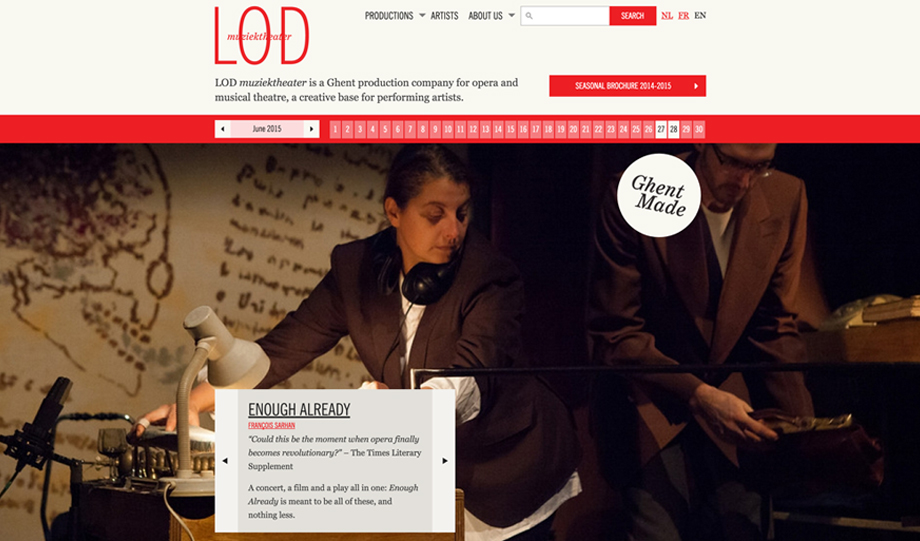 LOD
muziektheater
PRODUCTIONS ARTISTS ABOUT US SEARCH NL FR EN
LOD muziektheater is a Ghent production company for opera and
musical theatre, a creative base for performing artists.
SEASONAL BROCHURE 2014-2015
June 2015
1 2 3 4 5 6 7 8 9 10 11 12 13 14 15 16 17 18 19 20 21 22 23 24 25 26 27 28 29 30
Ghent
Made
ENOUGH ALREADY
FRANÇOIS SARHAN
“Could this be the moment when opera finally
becomes revolutionary?” – The Times Literary
Supplement
A concert, a film and a play all in one: Enough
Already is meant to be all of these, and
nothing less.